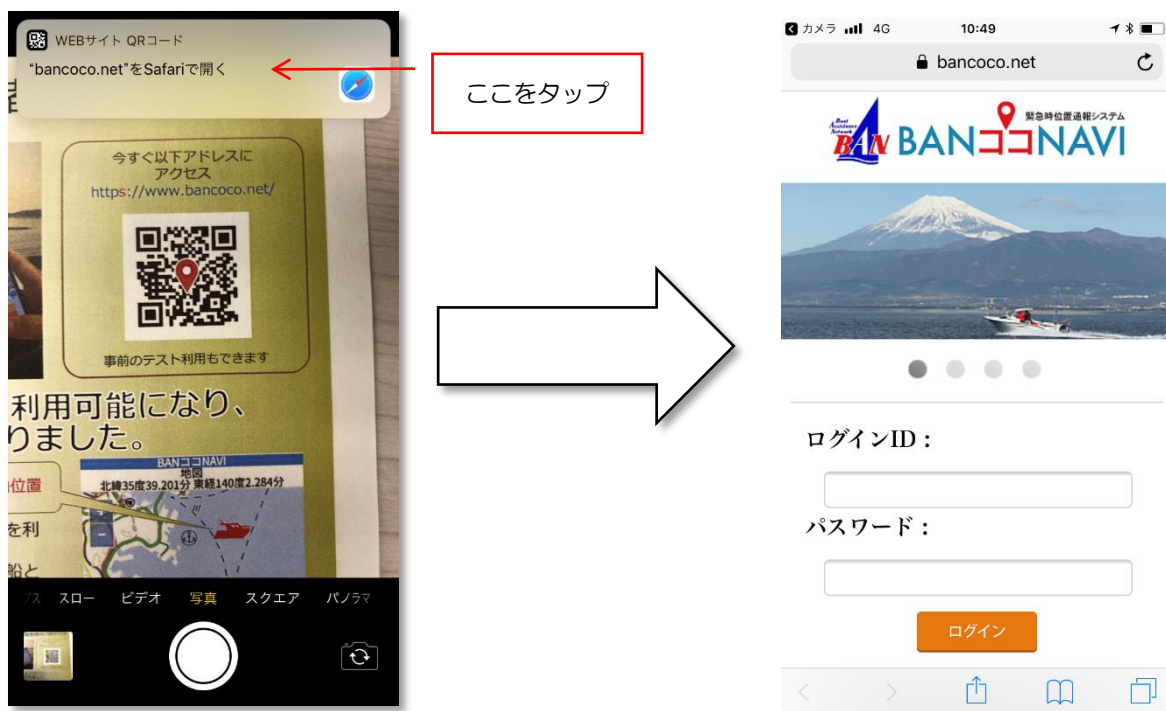 WEBサイト QRコード
"bancoco.net"をSafariで開く
今すぐ以下アドレスに
アクセス
https://www.bancoco.net/
事前のテスト利用もできます
利用可能になり、
りました。
BANココNAVI
地図
北緯35度39.201分 東経140度2.284分
位置
を利
船と
スロー ビデオ 写真 スクエア パノラマ
ここをタップ
カメラ 4G 10:49
bancoco.net
Boat
Assistance
Network
BAN
緊急時位置通報システム
BANココNAVI
ログインID：
パスワード：
ログイン